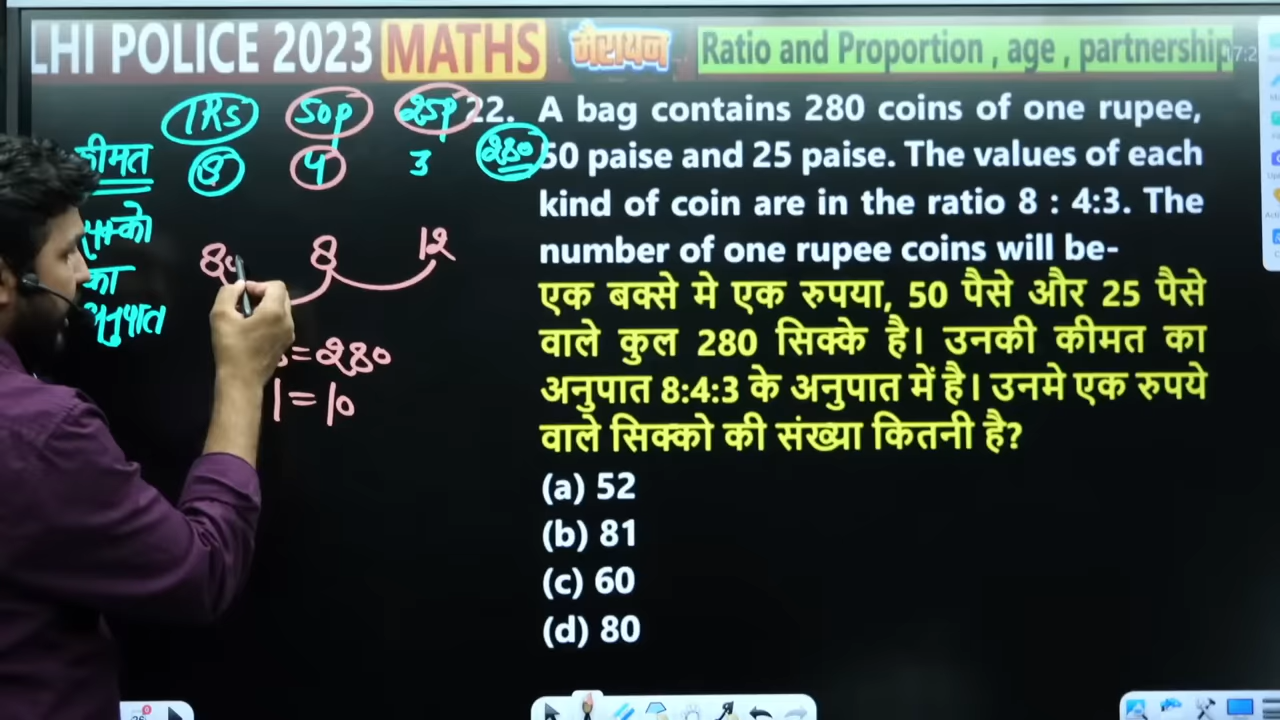 LHI POLICE 2023 MATHS मैराथन Ratio and Proportion , age , partnership
1Rs 50p 25p
कीमत 8 4 3 280
सिक्को
का
अनुपात
80 8 12
= 280
1 = 10
22. A bag contains 280 coins of one rupee,
50 paise and 25 paise. The values of each
kind of coin are in the ratio 8 : 4:3. The
number of one rupee coins will be-
एक बक्से मे एक रुपया, 50 पैसे और 25 पैसे
वाले कुल 280 सिक्के है। उनकी कीमत का
अनुपात 8:4:3 के अनुपात में है। उनमे एक रुपये
वाले सिक्को की संख्या कितनी है?
(a) 52
(b) 81
(c) 60
(d) 80